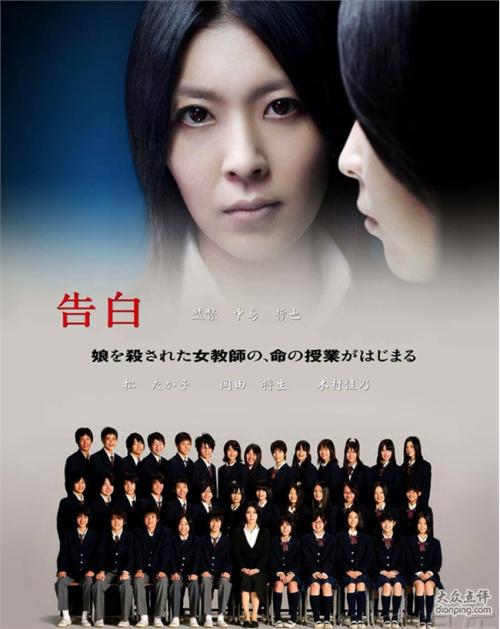 告白
監督 中島 哲也
娘を殺された女教師の、命の授業がはじまる
松 たか子 岡田 将生 木村佳乃
大众点评
dianping.com